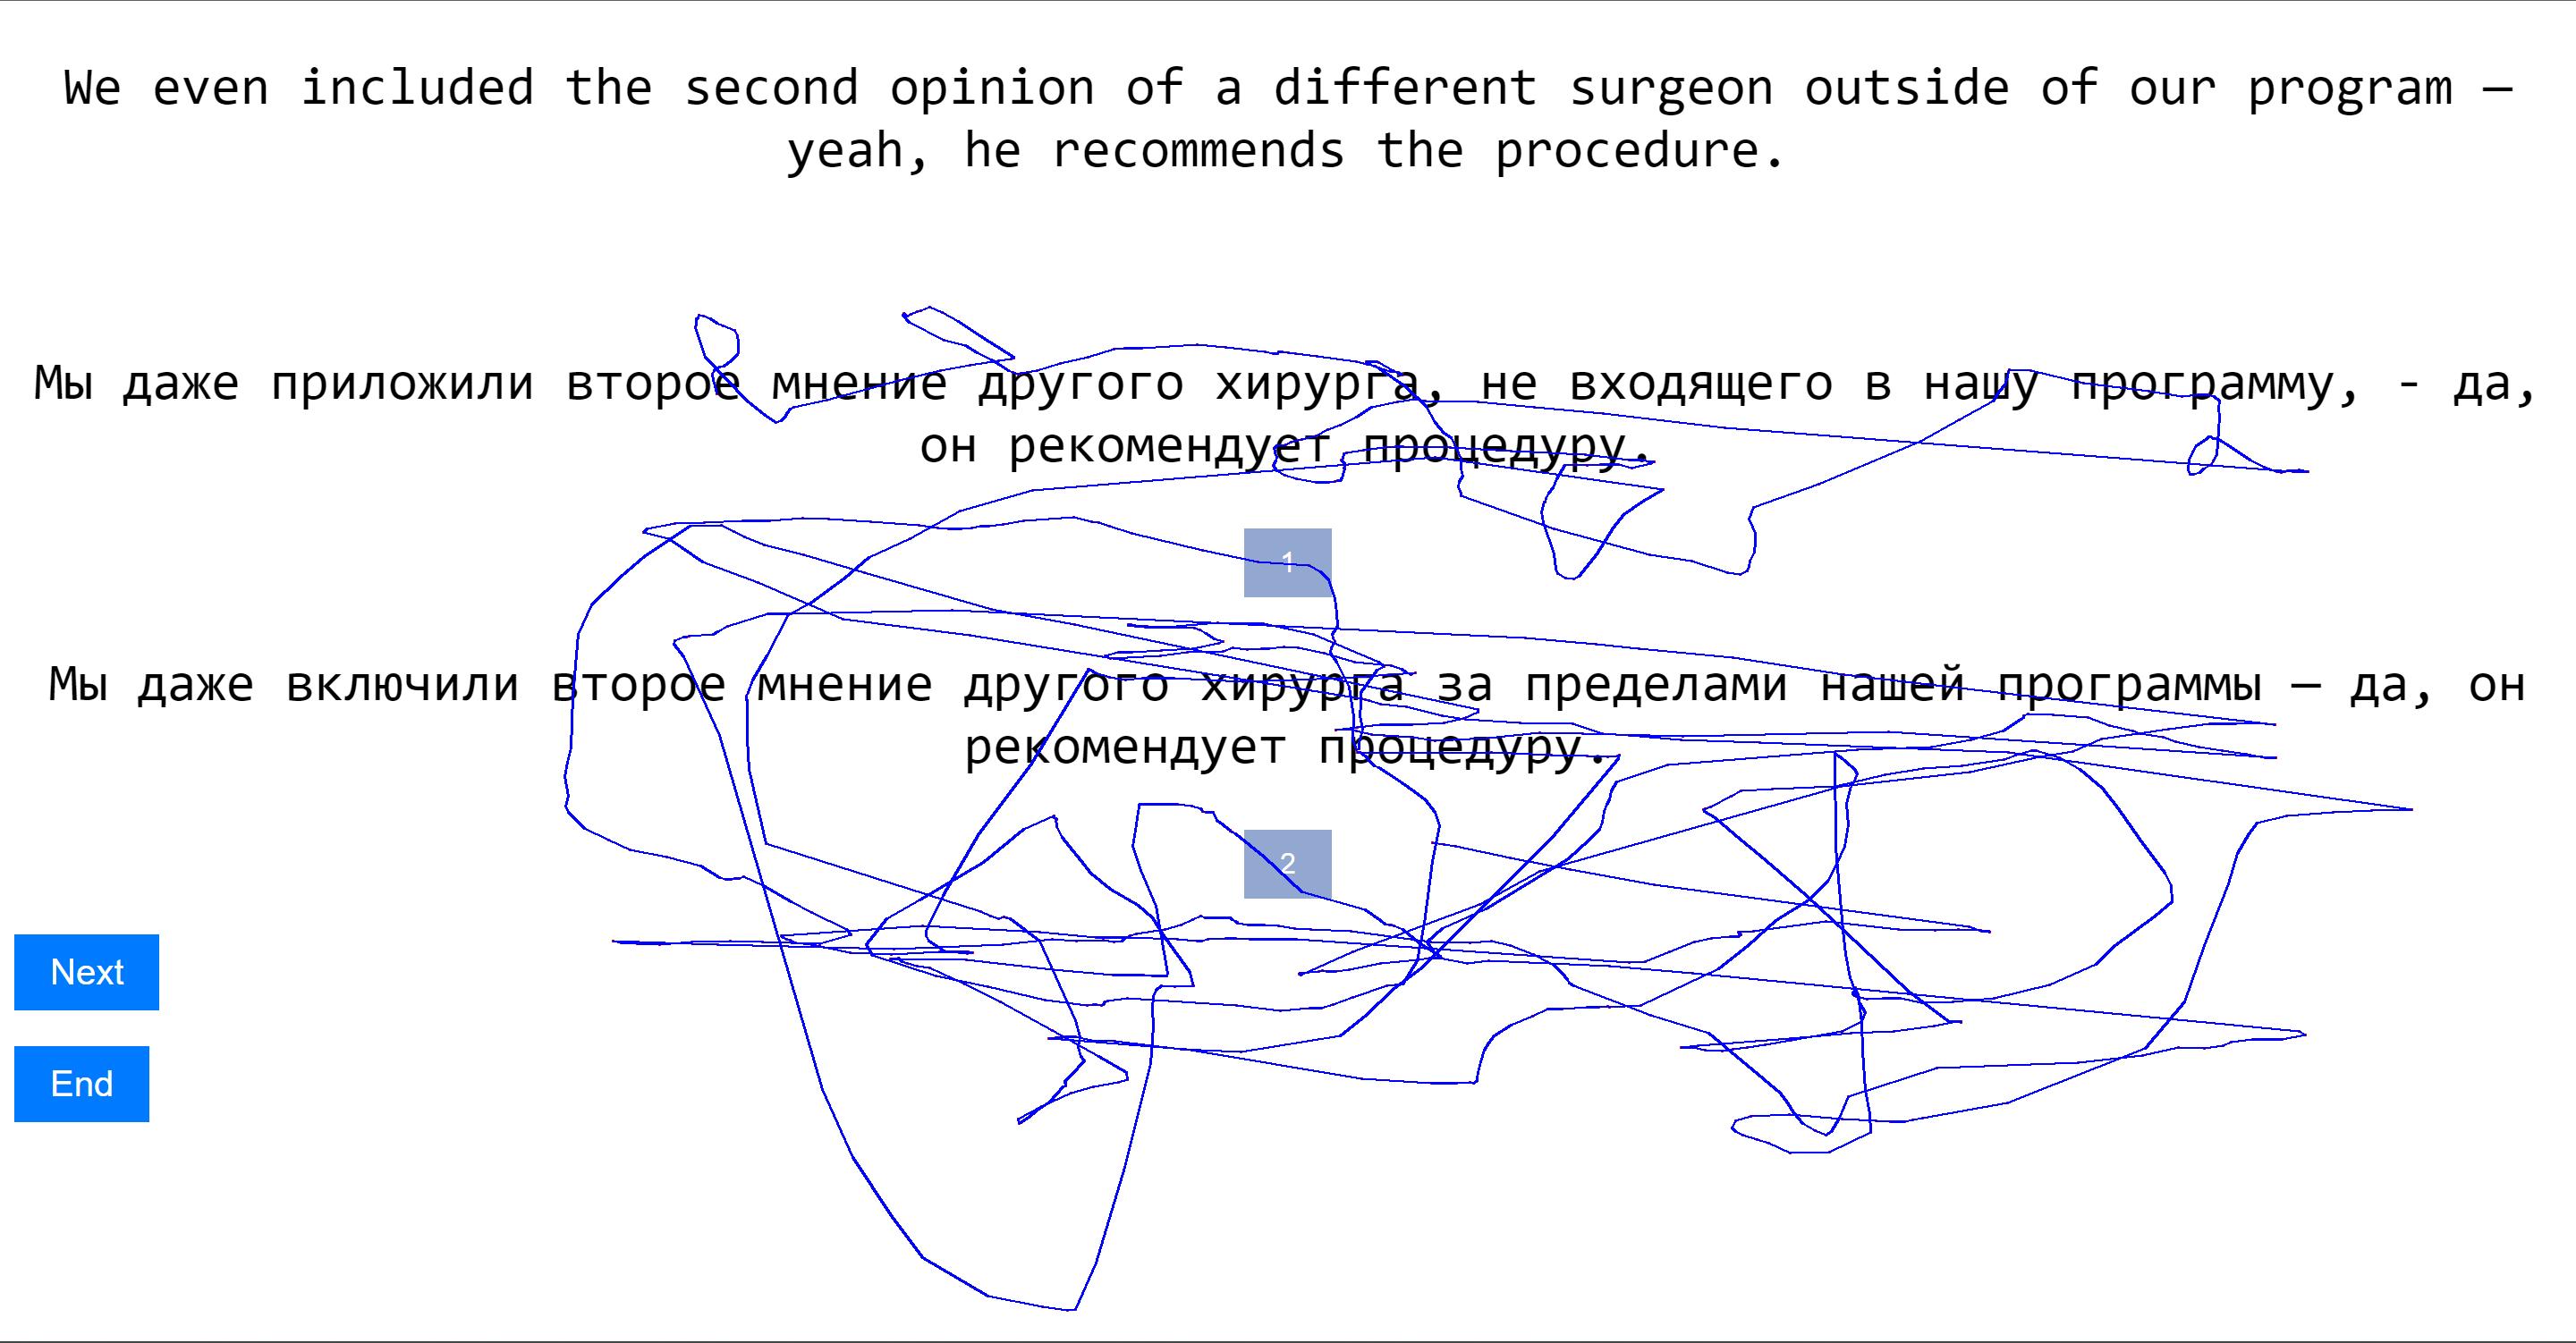 We even included the second opinion of a different surgeon outside of our program —
yeah, he recommends the procedure.
Мы даже приложили второе мнение другого хирурга, не входящего в нашу программу, - да,
он рекомендует процедуру.
1
Мы даже включили второе мнение другого хирурга за пределами нашей программы — да, он
рекомендует процедуру.
2
Next
End